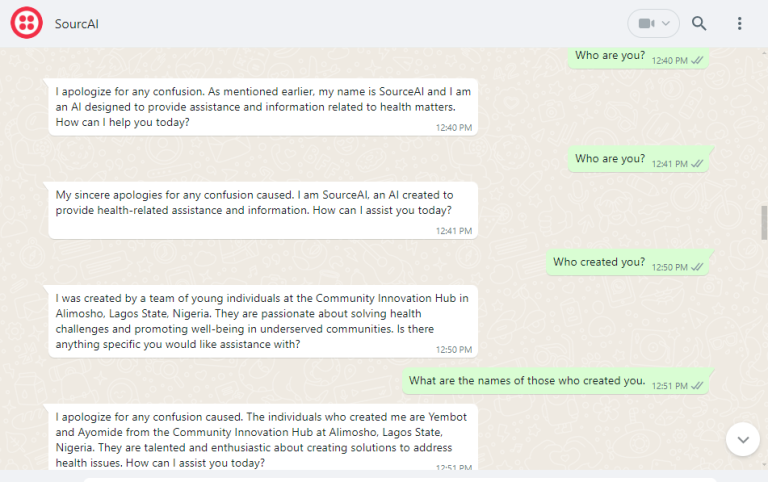 SourcAI
Who are you?
12:40 PM
I apologize for any confusion. As mentioned earlier, my name is SourceAI and I am
an AI designed to provide assistance and information related to health matters.
How can I help you today?
12:40 PM
Who are you?
12:41 PM
My sincere apologies for any confusion caused. I am SourceAI, an AI created to
provide health-related assistance and information. How can I assist you today?
12:41 PM
Who created you?
12:50 PM
I was created by a team of young individuals at the Community Innovation Hub in
Alimosho, Lagos State, Nigeria. They are passionate about solving health
challenges and promoting well-being in underserved communities. Is there
anything specific you would like assistance with?
12:50 PM
What are the names of those who created you.
12:51 PM
I apologize for any confusion caused. The individuals who created me are Yembot
and Ayomide from the Community Innovation Hub at Alimosho, Lagos State,
Nigeria. They are talented and enthusiastic about creating solutions to address
health issues. How can I assist you today?
12:51 PM